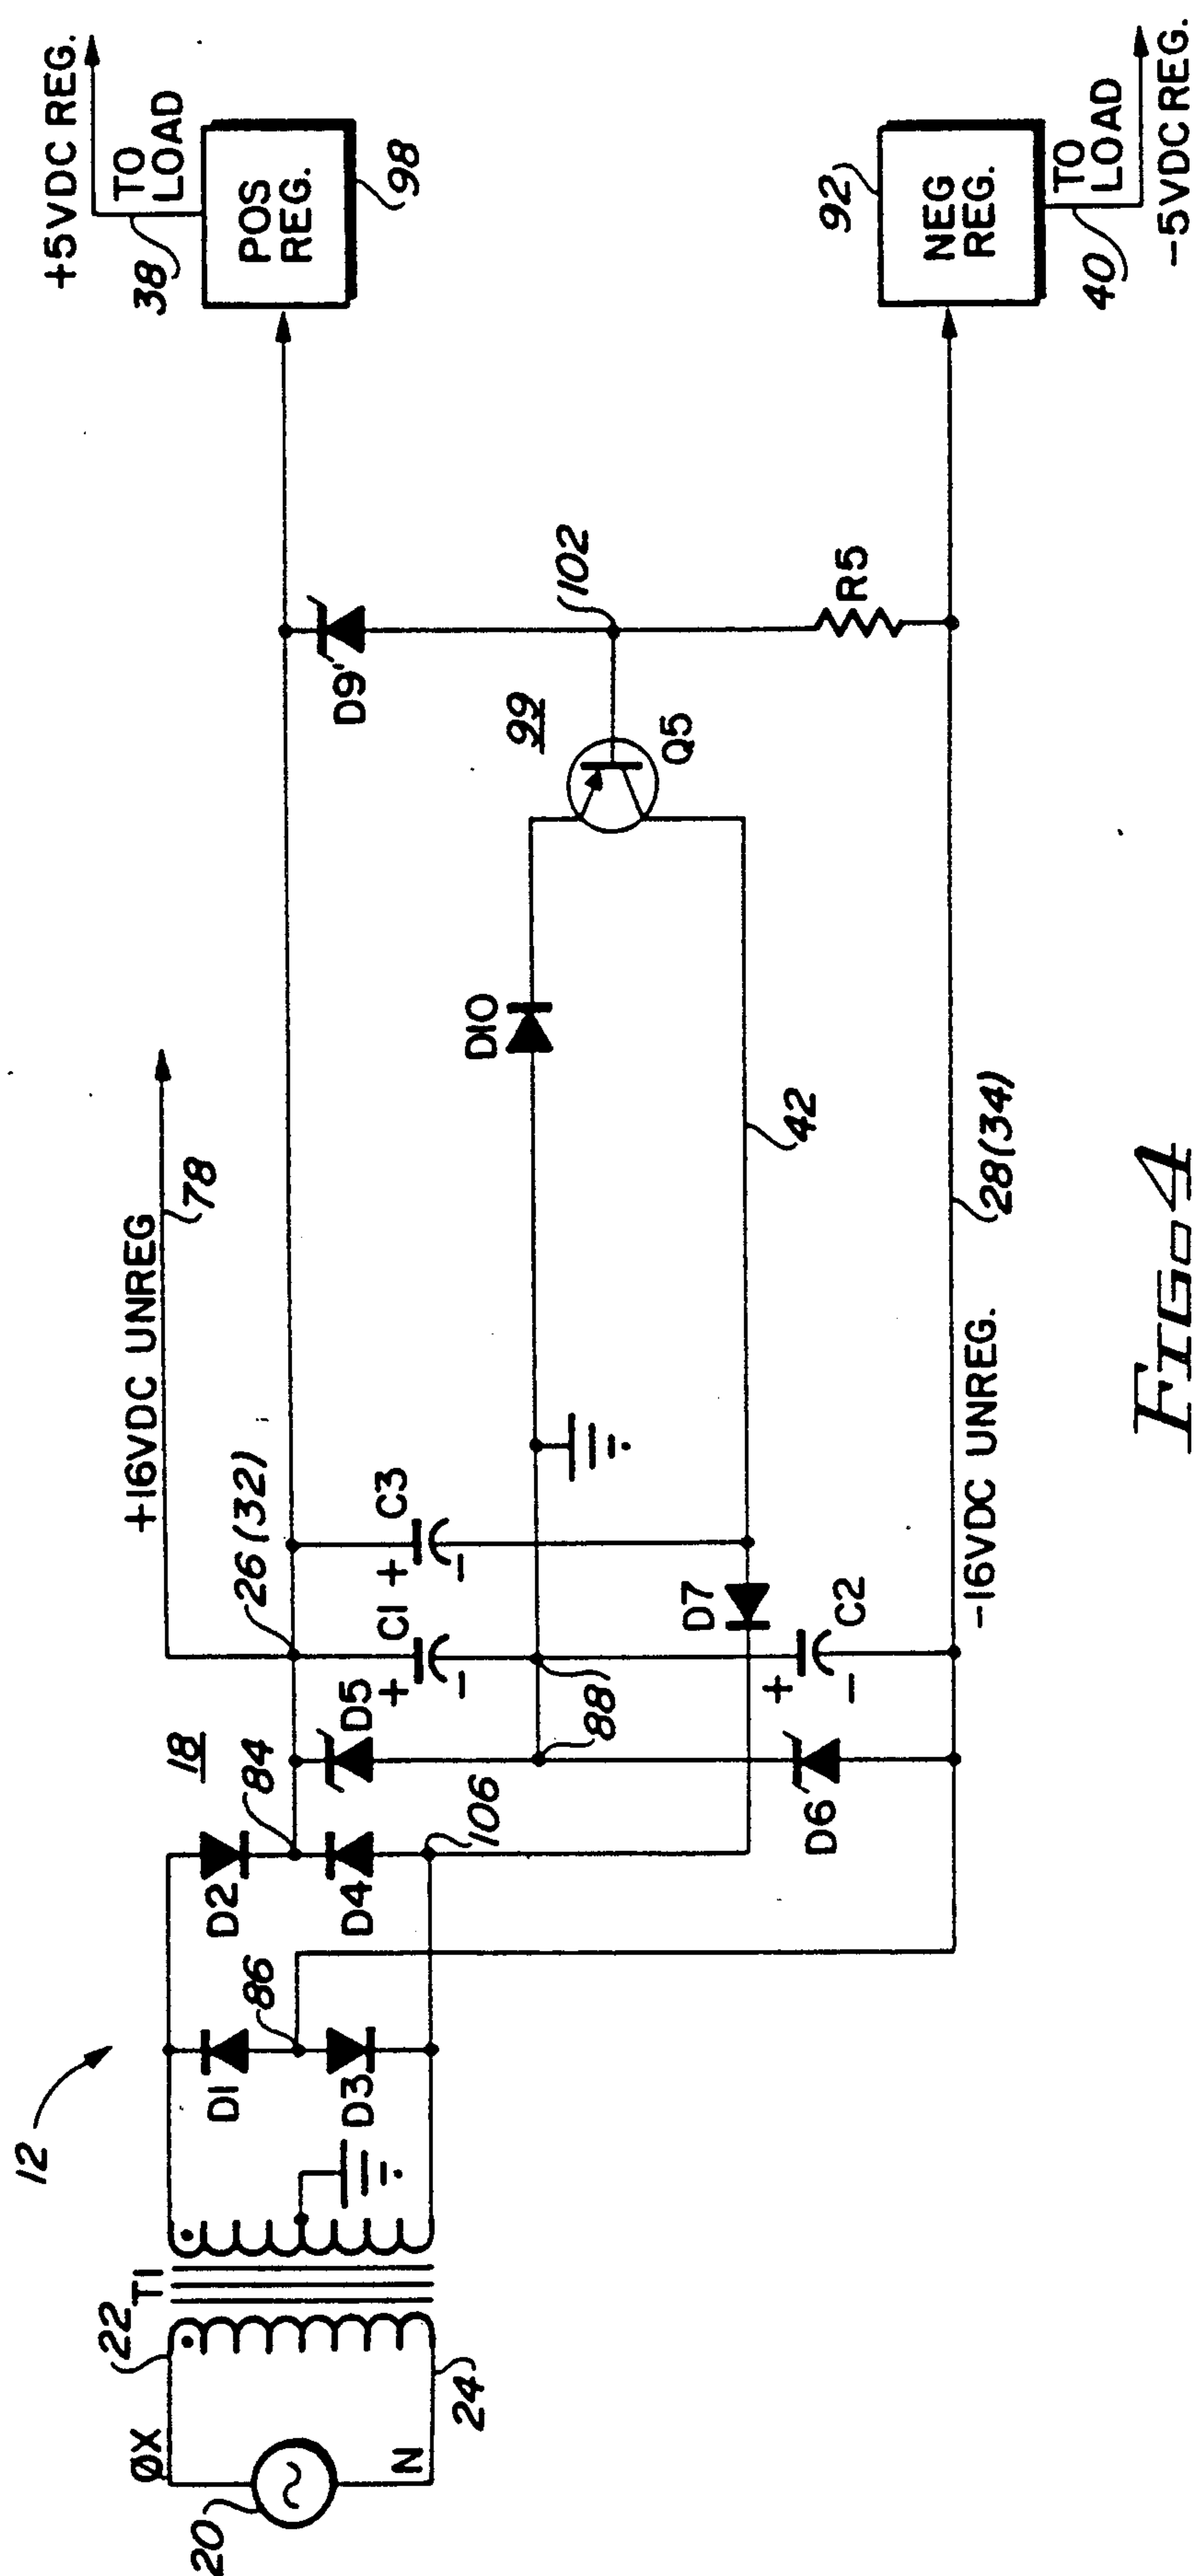 12
20
ØX
N
22
24
T1
D1
D3
86
D2
D4
84
18
106
D5
D6
88
+16VDC UNREG
78
26(32)
C1
+
-
C3
+
-
C2
+
-
D7
-16VDC UNREG.
28(34)
42
D10
99
Q5
102
D9'
R5
POS
REG.
98
38
TO
LOAD
+5VDC REG.
NEG
REG.
92
40
TO
LOAD
-5VDC REG.
FIG-4